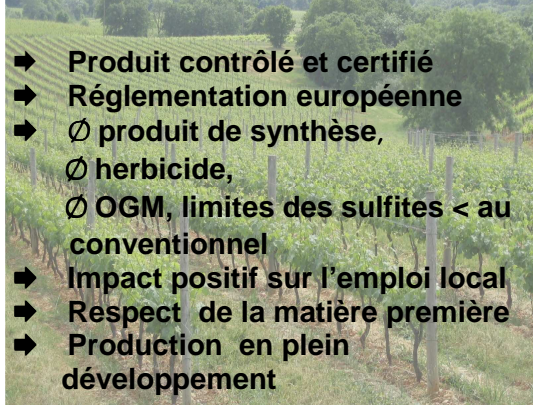 ➡ Produit contrôlé et certifié
➡ Réglementation européenne
➡ Ø produit de synthèse,
Ø herbicide,
Ø OGM, limites des sulfites < au
conventionnel
➡ Impact positif sur l’emploi local
➡ Respect de la matière première
➡ Production en plein
développement